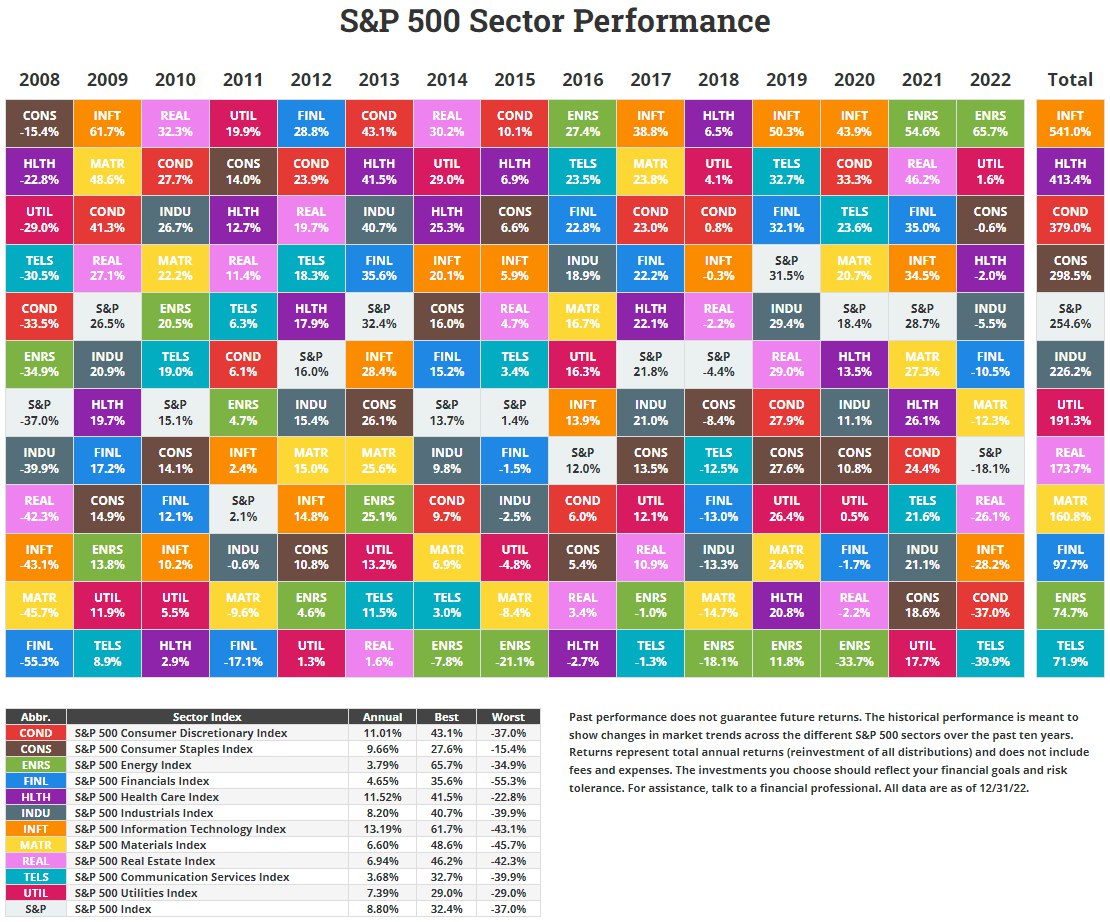 S&P 500 Sector Performance
2008 2009 2010 2011 2012 2013 2014 2015 2016 2017 2018 2019 2020 2021 2022 Total
CONS INFT REAL UTIL FINL COND REAL COND ENRS INFT HLTH INFT INFT ENRS ENRS INFT
-15.4% 61.7% 32.3% 19.9% 28.8% 43.1% 30.2% 10.1% 27.4% 38.8% 6.5% 50.3% 43.9% 54.6% 65.7% 541.0%
HLTH MATR COND CONS COND HLTH UTIL HLTH TELS MATR UTIL TELS COND REAL UTIL HLTH
-22.8% 48.6% 27.7% 14.0% 23.9% 41.5% 29.0% 6.9% 23.5% 23.8% 4.1% 32.7% 33.3% 46.2% 1.6% 413.4%
UTIL COND INDU HLTH REAL INDU HLTH CONS FINL COND COND FINL TELS FINL CONS COND
-29.0% 41.3% 26.7% 12.7% 19.7% 40.7% 25.3% 6.6% 22.8% 23.0% 0.8% 32.1% 23.6% 35.0% -0.6% 379.0%
TELS REAL MATR REAL TELS FINL INFT INFT INDU FINL INFT S&P MATR INFT HLTH CONS
-30.5% 27.1% 22.2% 11.4% 18.3% 35.6% 20.1% 5.9% 18.9% 22.2% -0.3% 31.5% 20.7% 34.5% -2.0% 298.5%
COND S&P ENRS TELS HLTH S&P CONS REAL MATR HLTH REAL INDU S&P S&P INDU S&P
-33.5% 26.5% 20.5% 6.3% 17.9% 32.4% 16.0% 4.7% 16.7% 22.1% -2.2% 29.4% 18.4% 28.7% -5.5% 254.6%
ENRS INDU TELS COND S&P INFT FINL TELS UTIL S&P S&P REAL HLTH MATR FINL INDU
-34.9% 20.9% 19.0% 6.1% 16.0% 28.4% 15.2% 3.4% 16.3% 21.8% -4.4% 29.0% 13.5% 27.3% -10.5% 226.2%
S&P HLTH S&P ENRS INDU CONS S&P S&P INFT INDU CONS COND INDU HLTH MATR UTIL
-37.0% 19.7% 15.1% 4.7% 15.4% 26.1% 13.7% 1.4% 13.9% 21.0% -8.4% 27.9% 11.1% 26.1% -12.3% 191.3%
INDU FINL CONS INFT MATR MATR INDU FINL S&P CONS TELS CONS CONS COND S&P REAL
-39.9% 17.2% 14.1% 2.4% 15.0% 25.6% 9.8% -1.5% 12.0% 13.5% -12.5% 27.6% 10.8% 24.4% -18.1% 173.7%
REAL CONS FINL S&P INFT ENRS COND INDU COND UTIL FINL UTIL UTIL TELS REAL MATR
-42.3% 14.9% 12.1% 2.1% 14.8% 25.1% 9.7% -2.5% 6.0% 12.1% -13.0% 26.4% 0.5% 21.6% -26.1% 160.8%
INFT ENRS INFT INDU CONS UTIL MATR UTIL CONS REAL INDU MATR FINL INDU INFT FINL
-43.1% 13.8% 10.2% -0.6% 10.8% 13.2% 6.9% -4.8% 5.4% 10.9% -13.3% 24.6% -1.7% 21.1% -28.2% 97.7%
MATR UTIL UTIL MATR ENRS TELS TELS MATR REAL ENRS MATR HLTH REAL CONS COND ENRS
-45.7% 11.9% 5.5% -9.6% 4.6% 11.5% 3.0% -8.4% 3.4% -1.0% -14.7% 20.8% -2.2% 18.6% -37.0% 74.7%
FINL TELS HLTH FINL UTIL REAL ENRS ENRS HLTH TELS ENRS ENRS ENRS UTIL TELS TELS
-55.3% 8.9% 2.9% -17.1% 1.3% 1.6% -7.8% -21.1% -2.7% -1.3% -18.1% 11.8% -33.7% 17.7% -39.9% 71.9%
Abbr. Sector Index Annual Best Worst
COND S&P 500 Consumer Discretionary Index 11.01% 43.1% -37.0%
CONS S&P 500 Consumer Staples Index 9.66% 27.6% -15.4%
ENRS S&P 500 Energy Index 3.79% 65.7% -34.9%
FINL S&P 500 Financials Index 4.65% 35.6% -55.3%
HLTH S&P 500 Health Care Index 11.52% 41.5% -22.8%
INDU S&P 500 Industrials Index 8.20% 40.7% -39.9%
INFT S&P 500 Information Technology Index 13.19% 61.7% -43.1%
MATR S&P 500 Materials Index 6.60% 48.6% -45.7%
REAL S&P 500 Real Estate Index 6.94% 46.2% -42.3%
TELS S&P 500 Communication Services Index 3.68% 32.7% -39.9%
UTIL S&P 500 Utilities Index 7.39% 29.0% -29.0%
S&P S&P 500 Index 8.80% 32.4% -37.0%
Past performance does not guarantee future returns. The historical performance is meant to
show changes in market trends across the different S&P 500 sectors over the past ten years.
Returns represent total annual returns (reinvestment of all distributions) and does not include
fees and expenses. The investments you choose should reflect your financial goals and risk
tolerance. For assistance, talk to a financial professional. All data are as of 12/31/22.